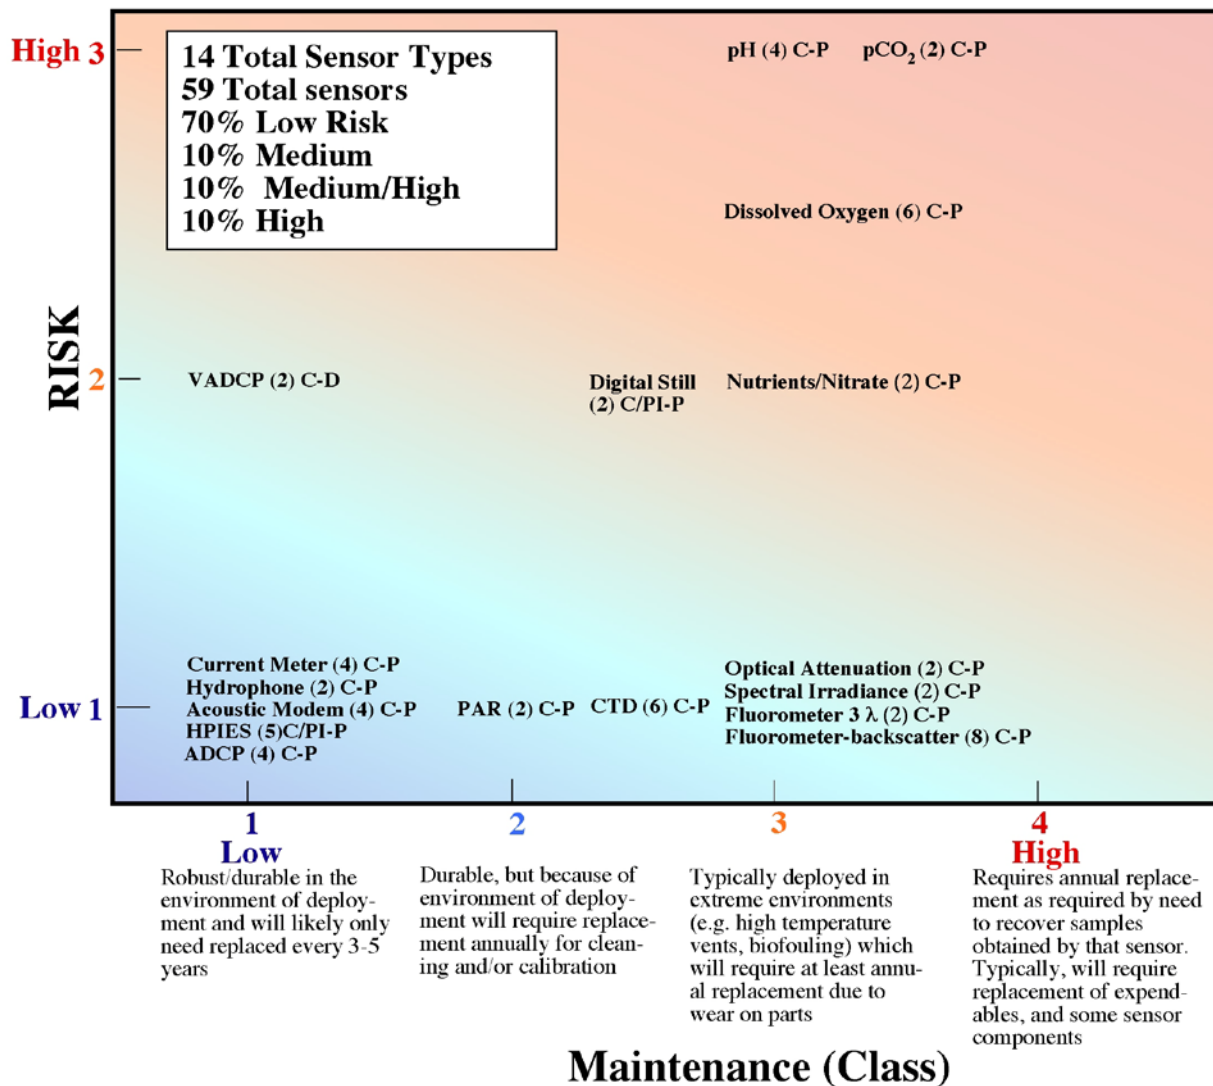 High 3
14 Total Sensor Types
59 Total sensors
70% Low Risk
10% Medium
10% Medium/High
10% High
pH (4) C-P
pCO₂ (2) C-P
Dissolved Oxygen (6) C-P
RISK
2
VADCP (2) C-D
Digital Still
(2) C/PI-P
Nutrients/Nitrate (2) C-P
Low 1
Current Meter (4) C-P
Hydrophone (2) C-P
Acoustic Modem (4) C-P
HPIES (5)C/PI-P
ADCP (4) C-P
PAR (2) C-P
CTD (6) C-P
Optical Attenuation (2) C-P
Spectral Irradiance (2) C-P
Fluorometer 3 λ (2) C-P
Fluorometer-backscatter (8) C-P
1
Low
Robust/durable in the
environment of deploy-
ment and will likely only
need replaced every 3-5
years
2
Durable, but because of
environment of deploy-
ment will require replace-
ment annually for clean-
ing and/or calibration
3
Typically deployed in
extreme environments
(e.g. high temperature
vents, biofouling) which
will require at least annu-
al replacement due to
wear on parts
4
High
Requires annual replace-
ment as required by need
to recover samples
obtained by that sensor.
Typically, will require
replacement of expend-
ables, and some sensor
components
Maintenance (Class)